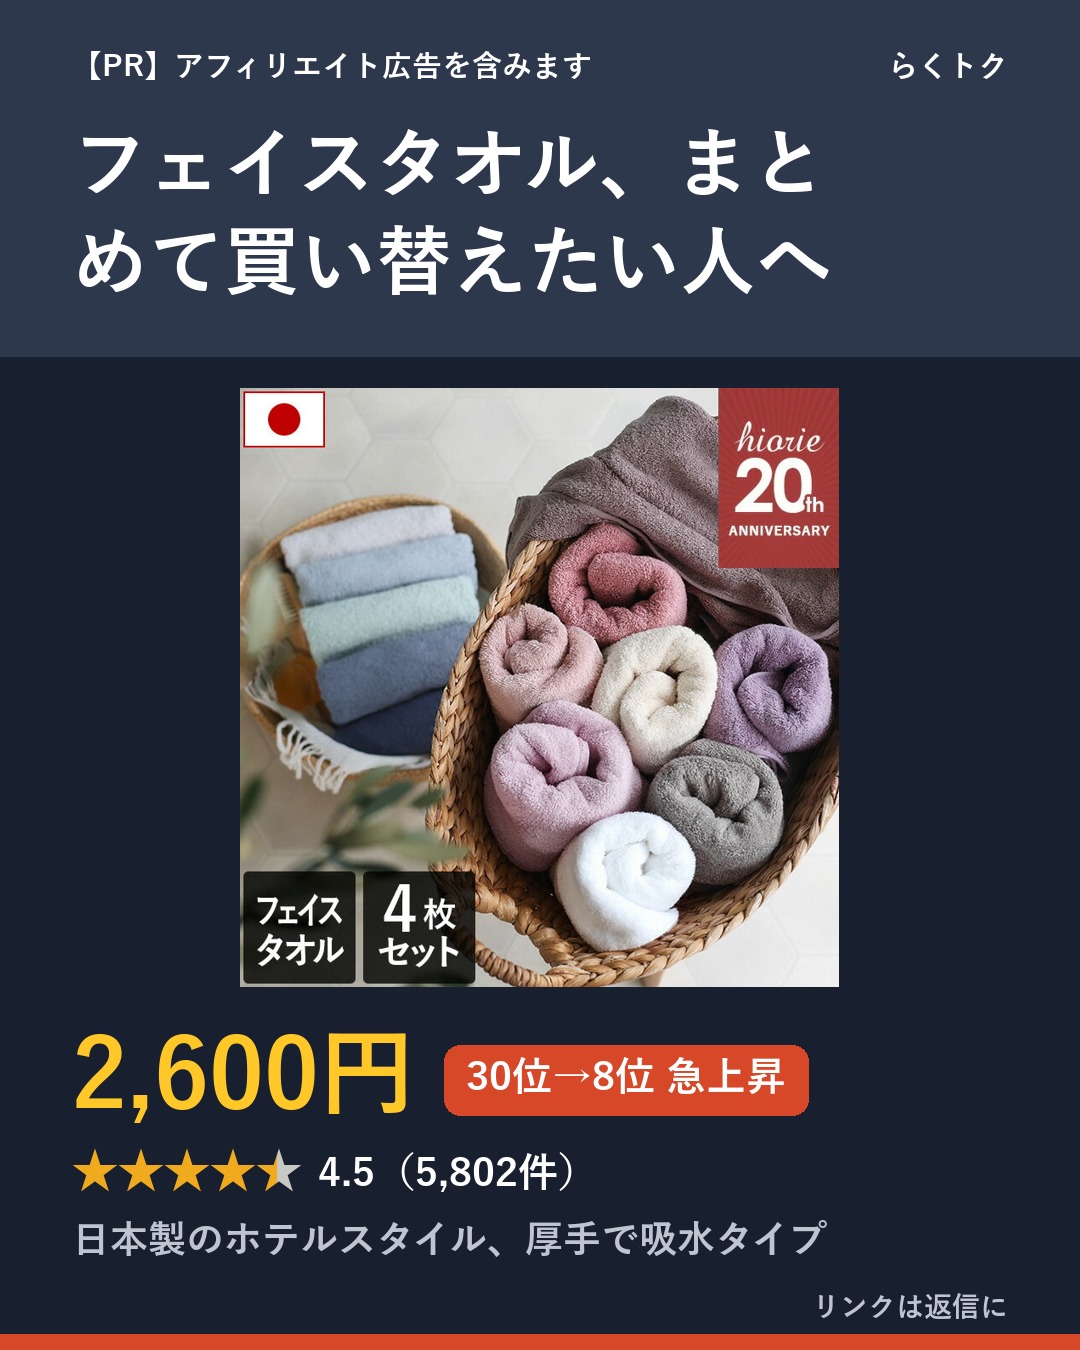 【PR】アフィリエイト広告を含みます
らくトク
フェイスタオル、まと
めて買い替えたい人へ
hiorie
20th
ANNIVERSARY
フェイス
タオル
4枚
セット
2,600円
30位→8位 急上昇
★★★★★ 4.5（5,802件）
日本製のホテルスタイル、厚手で吸水タイプ
リンクは返信に